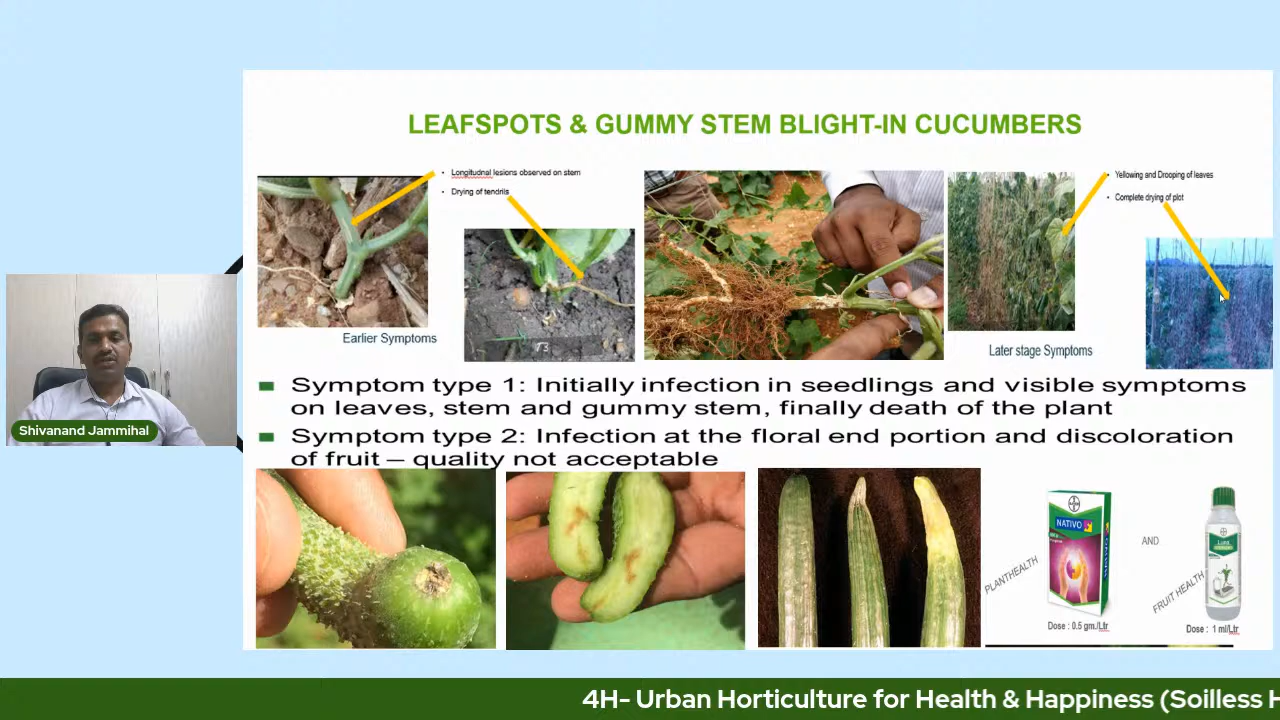 LEAFSPOTS & GUMMY STEM BLIGHT-IN CUCUMBERS
• Longitudnal lesions observed on stem
• Drying of tendrils
• Yellowing and Drooping of leaves
• Complete drying of plot
Earlier Symptoms
T3
Later stage Symptoms
Symptom type 1: Initially infection in seedlings and visible symptoms
on leaves, stem and gummy stem, finally death of the plant
Symptom type 2: Infection at the floral end portion and discoloration
of fruit – quality not acceptable
PLANTHEALTH
NATIVO
AND
FRUIT HEALTH
Luna
Dose : 0.5 gm./Ltr
Dose : 1 ml/Ltr
Shivanand Jammihal
4H- Urban Horticulture for Health & Happiness (Soilless H